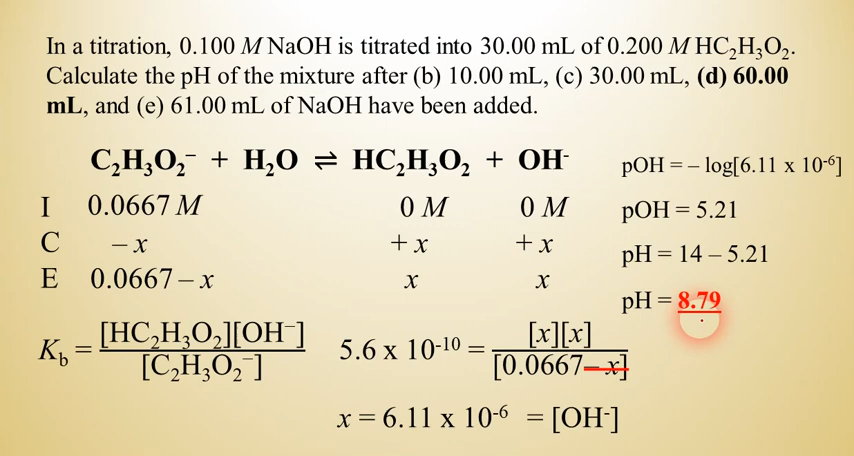 In a titration, 0.100 M NaOH is titrated into 30.00 mL of 0.200 M HC₂H₃O₂.
Calculate the pH of the mixture after (b) 10.00 mL, (c) 30.00 mL, (d) 60.00
mL, and (e) 61.00 mL of NaOH have been added.
C₂H₃O₂⁻ + H₂O ⇌ HC₂H₃O₂ + OH⁻
I 0.0667 M 0 M 0 M
C – x + x + x
E 0.0667 – x x x
K_b = [HC₂H₃O₂][OH⁻] / [C₂H₃O₂⁻]
5.6 x 10⁻¹⁰ = [x][x] / [0.0667 – x]
x = 6.11 x 10⁻⁶ = [OH⁻]
pOH = – log[6.11 x 10⁻⁶]
pOH = 5.21
pH = 14 – 5.21
pH = 8.79